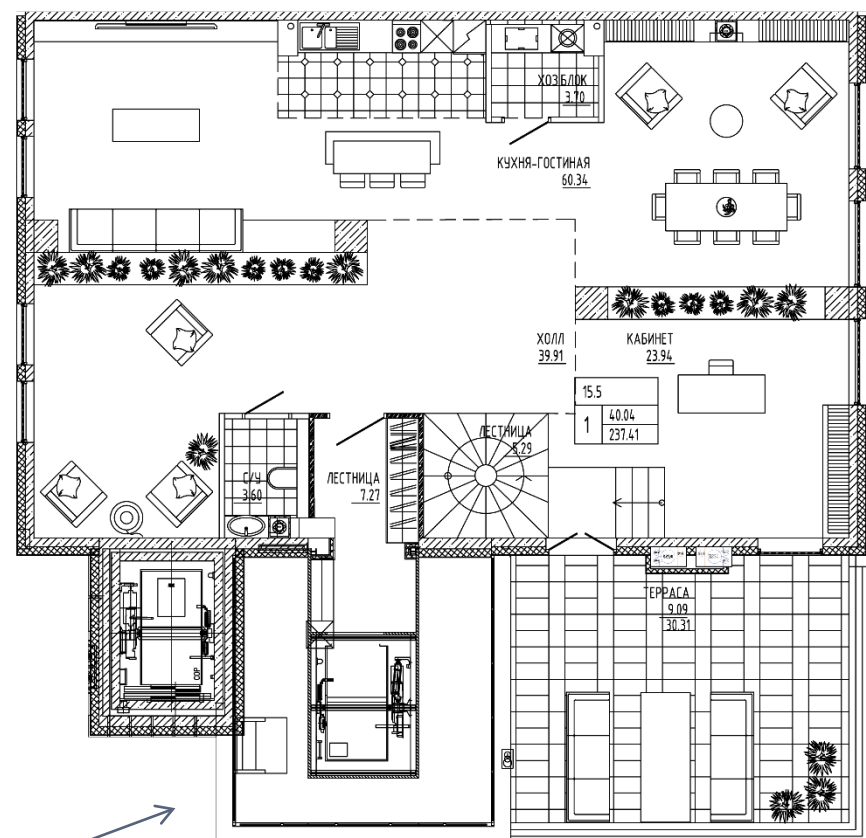 ХОЗ.БЛОК
3.70
КУХНЯ-ГОСТИНАЯ
60.34
ХОЛЛ
39.91
КАБИНЕТ
23.94
15.5
1
40.04
237.41
ЛЕСТНИЦА
5.29
С/У
3.60
ЛЕСТНИЦА
7.27
ТЕРРАСА
9.09
30.31